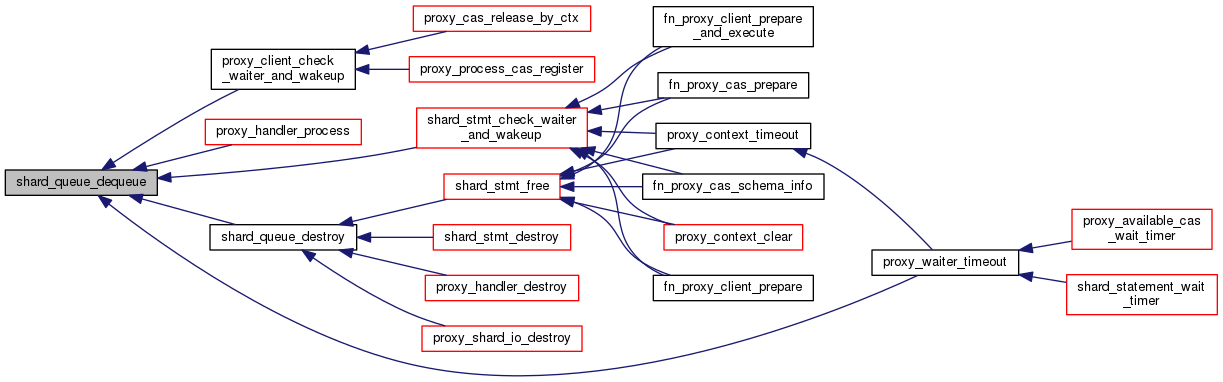 shard_queue_dequeue
proxy_client_check
_waiter_and_wakeup
proxy_handler_process
shard_stmt_check_waiter
_and_wakeup
shard_queue_destroy
proxy_cas_release_by_ctx
proxy_process_cas_register
shard_stmt_free
shard_stmt_destroy
proxy_handler_destroy
proxy_shard_io_destroy
fn_proxy_client_prepare
_and_execute
fn_proxy_cas_prepare
proxy_context_timeout
fn_proxy_cas_schema_info
proxy_context_clear
fn_proxy_client_prepare
proxy_waiter_timeout
proxy_available_cas
_wait_timer
shard_statement_wait
_timer